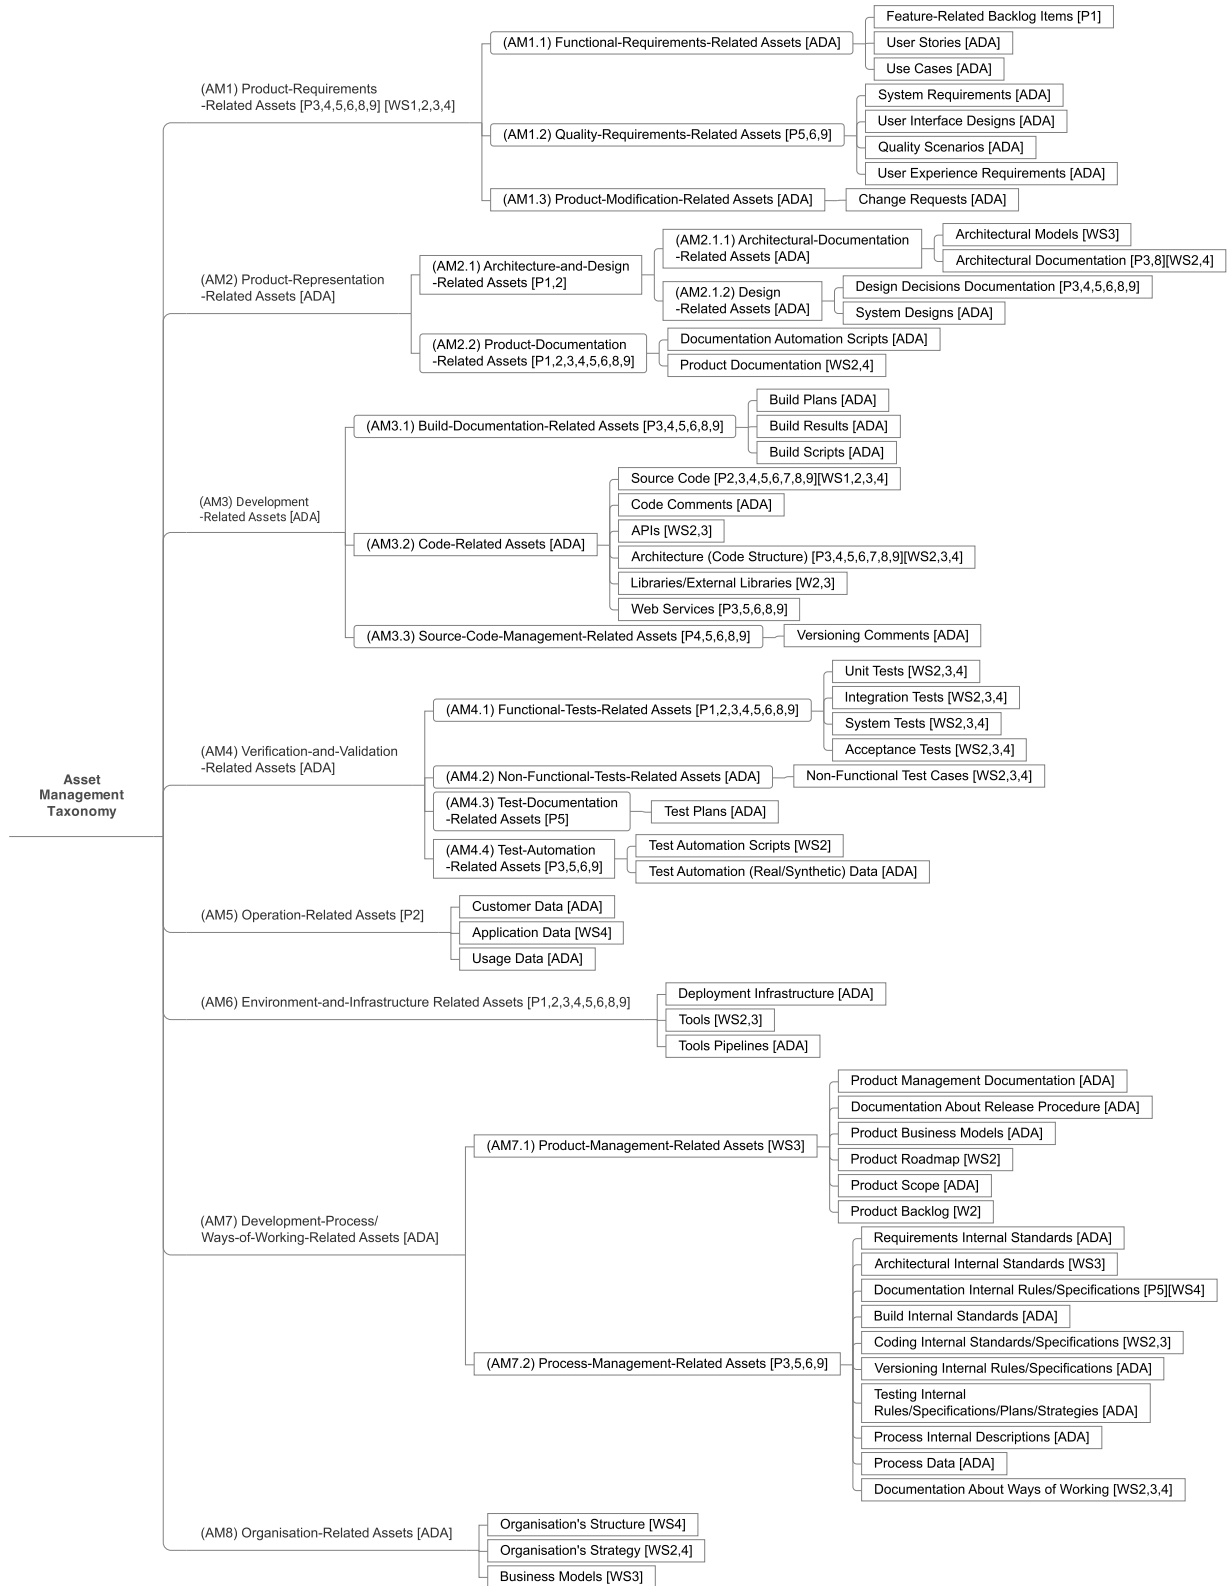 Asset
Management
Taxonomy
(AM1) Product-Requirements
-Related Assets [P3,4,5,6,8,9] [WS1,2,3,4]
(AM1.1) Functional-Requirements-Related Assets [ADA]
Feature-Related Backlog Items [P1]
User Stories [ADA]
Use Cases [ADA]
(AM1.2) Quality-Requirements-Related Assets [P5,6,9]
System Requirements [ADA]
User Interface Designs [ADA]
Quality Scenarios [ADA]
User Experience Requirements [ADA]
(AM1.3) Product-Modification-Related Assets [ADA]
Change Requests [ADA]
(AM2) Product-Representation
-Related Assets [ADA]
(AM2.1) Architecture-and-Design
-Related Assets [P1,2]
(AM2.1.1) Architectural-Documentation
-Related Assets [ADA]
Architectural Models [WS3]
Architectural Documentation [P3,8][WS2,4]
(AM2.1.2) Design
-Related Assets [ADA]
Design Decisions Documentation [P3,4,5,6,8,9]
System Designs [ADA]
(AM2.2) Product-Documentation
-Related Assets [P1,2,3,4,5,6,8,9]
Documentation Automation Scripts [ADA]
Product Documentation [WS2,4]
(AM3) Development
-Related Assets [ADA]
(AM3.1) Build-Documentation-Related Assets [P3,4,5,6,8,9]
Build Plans [ADA]
Build Results [ADA]
Build Scripts [ADA]
(AM3.2) Code-Related Assets [ADA]
Source Code [P2,3,4,5,6,7,8,9][WS1,2,3,4]
Code Comments [ADA]
APIs [WS2,3]
Architecture (Code Structure) [P3,4,5,6,7,8,9][WS2,3,4]
Libraries/External Libraries [W2,3]
Web Services [P3,5,6,8,9]
(AM3.3) Source-Code-Management-Related Assets [P4,5,6,8,9]
Versioning Comments [ADA]
(AM4) Verification-and-Validation
-Related Assets [ADA]
(AM4.1) Functional-Tests-Related Assets [P1,2,3,4,5,6,8,9]
Unit Tests [WS2,3,4]
Integration Tests [WS2,3,4]
System Tests [WS2,3,4]
Acceptance Tests [WS2,3,4]
(AM4.2) Non-Functional-Tests-Related Assets [ADA]
Non-Functional Test Cases [WS2,3,4]
(AM4.3) Test-Documentation
-Related Assets [P5]
Test Plans [ADA]
(AM4.4) Test-Automation
-Related Assets [P3,5,6,9]
Test Automation Scripts [WS2]
Test Automation (Real/Synthetic) Data [ADA]
(AM5) Operation-Related Assets [P2]
Customer Data [ADA]
Application Data [WS4]
Usage Data [ADA]
(AM6) Environment-and-Infrastructure Related Assets [P1,2,3,4,5,6,8,9]
Deployment Infrastructure [ADA]
Tools [WS2,3]
Tools Pipelines [ADA]
(AM7) Development-Process/
Ways-of-Working-Related Assets [ADA]
(AM7.1) Product-Management-Related Assets [WS3]
Product Management Documentation [ADA]
Documentation About Release Procedure [ADA]
Product Business Models [ADA]
Product Roadmap [WS2]
Product Scope [ADA]
Product Backlog [W2]
(AM7.2) Process-Management-Related Assets [P3,5,6,9]
Requirements Internal Standards [ADA]
Architectural Internal Standards [WS3]
Documentation Internal Rules/Specifications [P5][WS4]
Build Internal Standards [ADA]
Coding Internal Standards/Specifications [WS2,3]
Versioning Internal Rules/Specifications [ADA]
Testing Internal
Rules/Specifications/Plans/Strategies [ADA]
Process Internal Descriptions [ADA]
Process Data [ADA]
Documentation About Ways of Working [WS2,3,4]
(AM8) Organisation-Related Assets [ADA]
Organisation's Structure [WS4]
Organisation's Strategy [WS2,4]
Business Models [WS3]